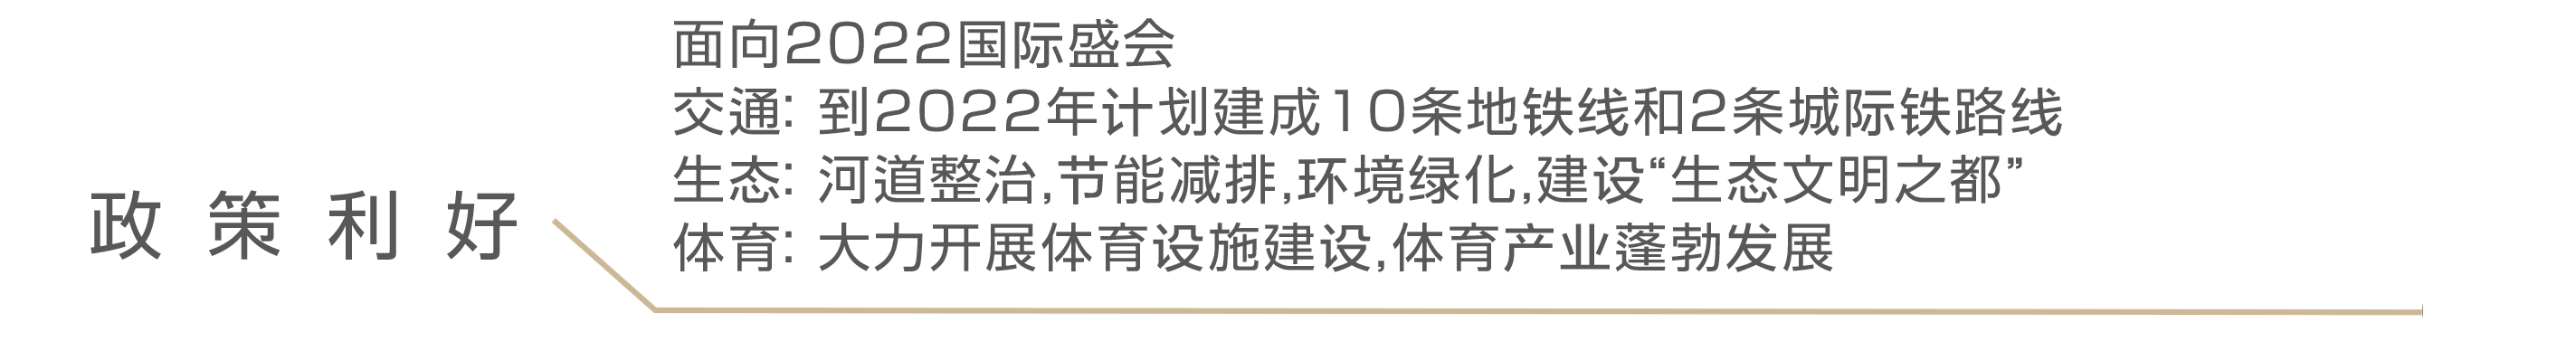 政策利好
面向2022国际盛会
交通：到2022年计划建成10条地铁线和2条城际铁路线
生态：河道整治,节能减排,环境绿化,建设“生态文明之都”
体育：大力开展体育设施建设,体育产业蓬勃发展